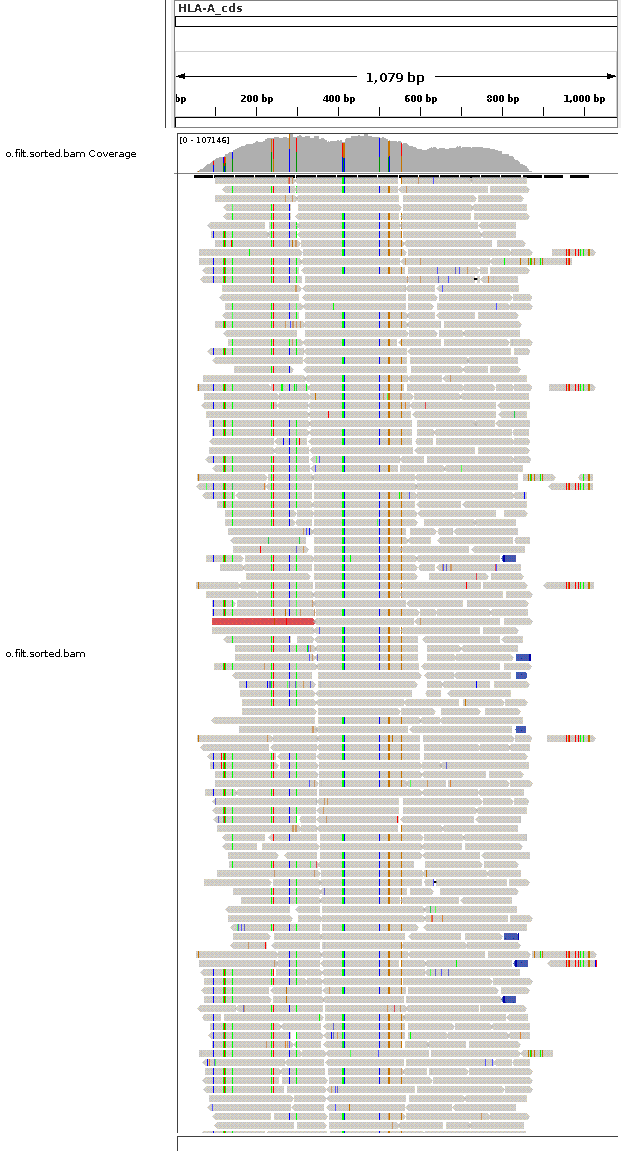 HLA-A_cds
1,079 bp
bp 200 bp 400 bp 600 bp 800 bp 1,000 bp
[0 - 107146]
o.filt.sorted.bam Coverage
o.filt.sorted.bam